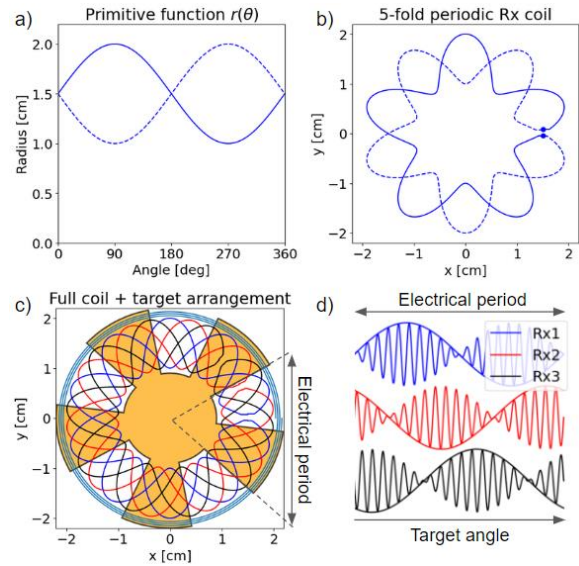 a) Primitive function r(θ)
Radius [cm]
2.0
1.5
1.0
0.5
0.0
0 90 180 270 360
Angle [deg]
b) 5-fold periodic Rx coil
y [cm]
2
1
0
−1
−2
−2 −1 0 1 2
x [cm]
c) Full coil + target arrangement
y [cm]
2
1
0
−1
−2
−2 −1 0 1 2
x [cm]
Electrical period
d) Electrical period
Rx1
Rx2
Rx3
Target angle